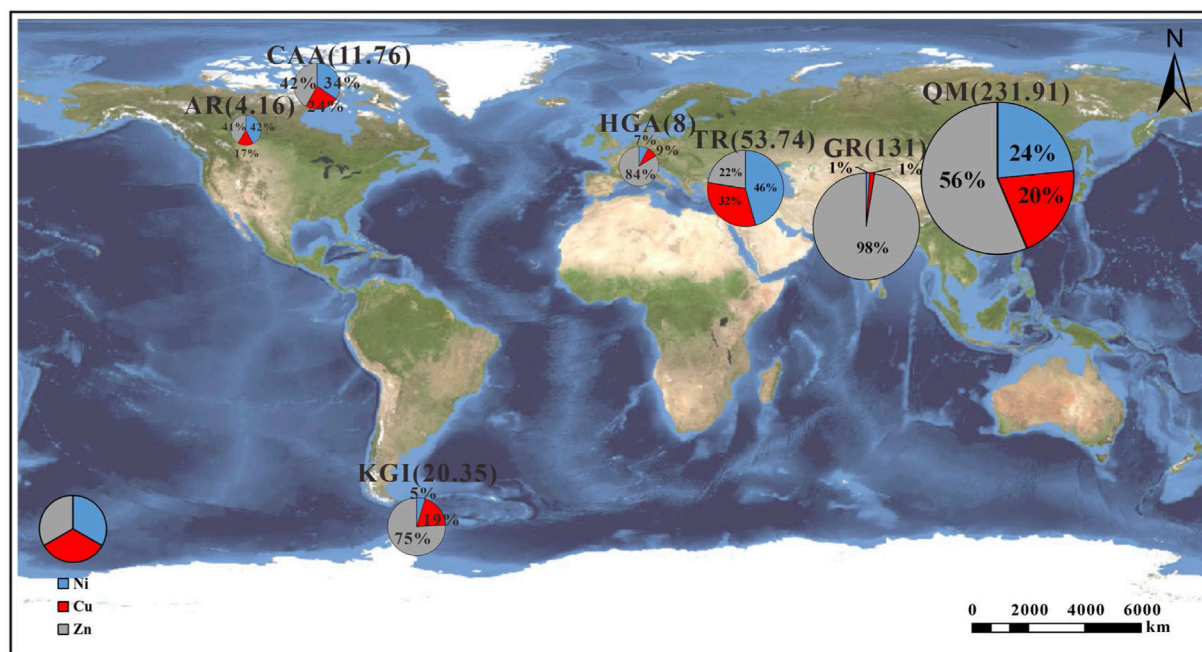 N
CAA(11.76)
42%
34%
24%
AR(4.16)
41%
42%
17%
HGA(8)
7%
9%
84%
TR(53.74)
22%
46%
32%
GR(131)
1%
1%
98%
QM(231.91)
24%
56%
20%
KGI(20.35)
5%
19%
75%
Ni
Cu
Zn
0 2000 4000 6000
km